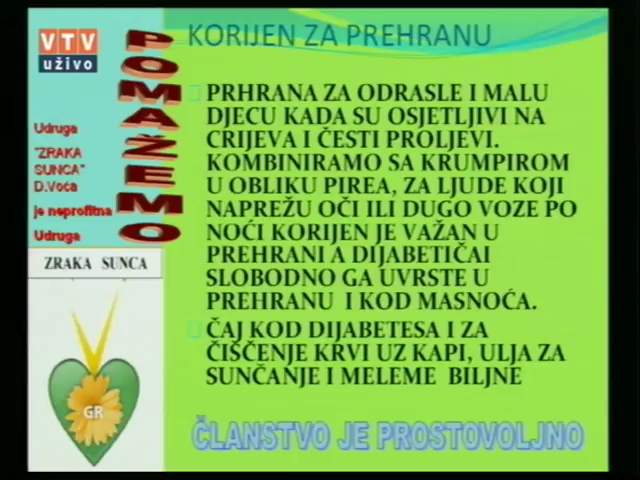 VTV
uživo
POMAŽEMO
Udruga
"ZRAKA
SUNCA"
D.Voća
je neprofitna
Udruga
ZRAKA SUNCA
GR
KORIJEN ZA PREHRANU
PRHRANA ZA ODRASLE I MALU
DJECU KADA SU OSJETLJIVI NA
CRIJEVA I ČESTI PROLJEVI.
KOMBINIRAMO SA KRUMPIROM
U OBLIKU PIREA, ZA LJUDE KOJI
NAPREŽU OČI ILI DUGO VOZE PO
NOĆI KORIJEN JE VAŽAN U
PREHRANI A DIJABETIČAI
SLOBODNO GA UVRSTE U
PREHRANU I KOD MASNOĆA.
ČAJ KOD DIJABETESA I ZA
ČIŠČENJE KRVI UZ KAPI, ULJA ZA
SUNČANJE I MELEME BILJNE
ČLANSTVO JE PROSTOVOLJNO